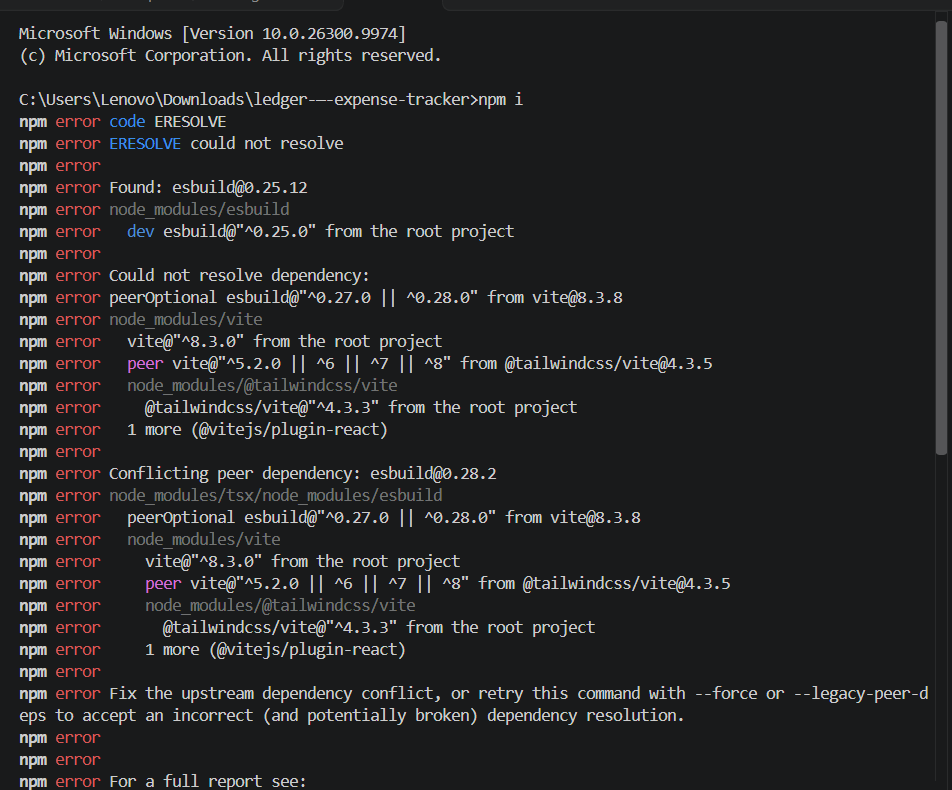 Microsoft Windows [Version 10.0.26300.9974]
(c) Microsoft Corporation. All rights reserved.
C:\Users\Lenovo\Downloads\ledger---expense-tracker>npm i
npm error code ERESOLVE
npm error ERESOLVE could not resolve
npm error
npm error Found: esbuild@0.25.12
npm error node_modules/esbuild
npm error   dev esbuild@"^0.25.0" from the root project
npm error
npm error Could not resolve dependency:
npm error peerOptional esbuild@"^0.27.0 || ^0.28.0" from vite@8.3.8
npm error node_modules/vite
npm error   vite@"^8.3.0" from the root project
npm error   peer vite@"^5.2.0 || ^6 || ^7 || ^8" from @tailwindcss/vite@4.3.5
npm error   node_modules/@tailwindcss/vite
npm error     @tailwindcss/vite@"^4.3.3" from the root project
npm error   1 more (@vitejs/plugin-react)
npm error
npm error Conflicting peer dependency: esbuild@0.28.2
npm error node_modules/tsx/node_modules/esbuild
npm error   peerOptional esbuild@"^0.27.0 || ^0.28.0" from vite@8.3.8
npm error   node_modules/vite
npm error     vite@"^8.3.0" from the root project
npm error     peer vite@"^5.2.0 || ^6 || ^7 || ^8" from @tailwindcss/vite@4.3.5
npm error     node_modules/@tailwindcss/vite
npm error       @tailwindcss/vite@"^4.3.3" from the root project
npm error     1 more (@vitejs/plugin-react)
npm error
npm error Fix the upstream dependency conflict, or retry this command with --force or --legacy-peer-d
eps to accept an incorrect (and potentially broken) dependency resolution.
npm error
npm error
npm error For a full report see: